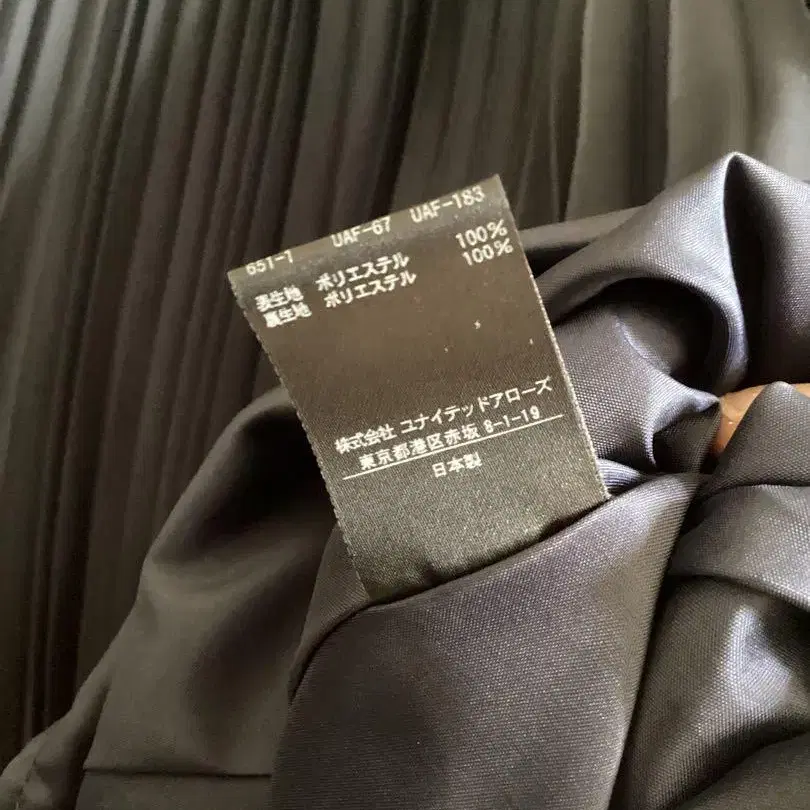 651-1 UAF-67 UAF-183
表生地 ポリエステル 100%
裏生地 ポリエステル 100%
株式会社 ユナイテッドアローズ
東京都港区赤坂 8-1-19
日本製